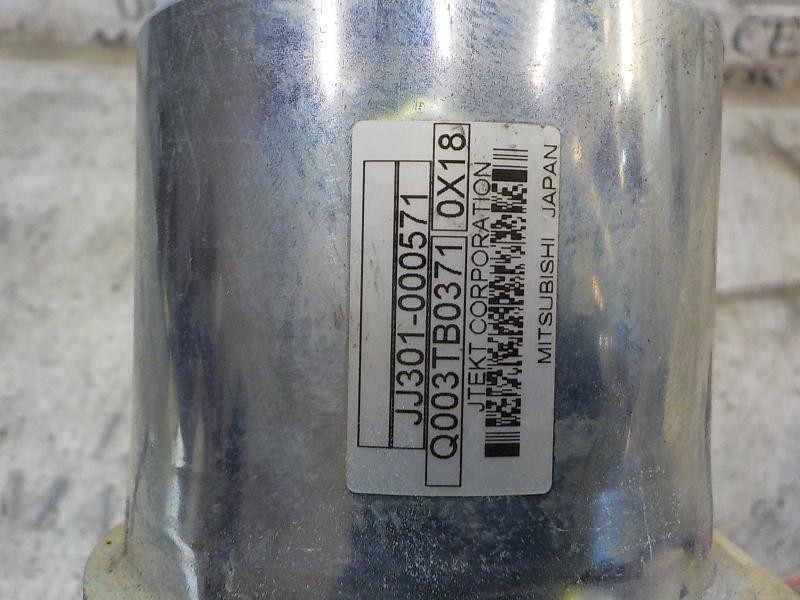 JJ301-000571
Q003TB0371 0X18
JTEKT CORPORATION
MITSUBISHI JAPAN